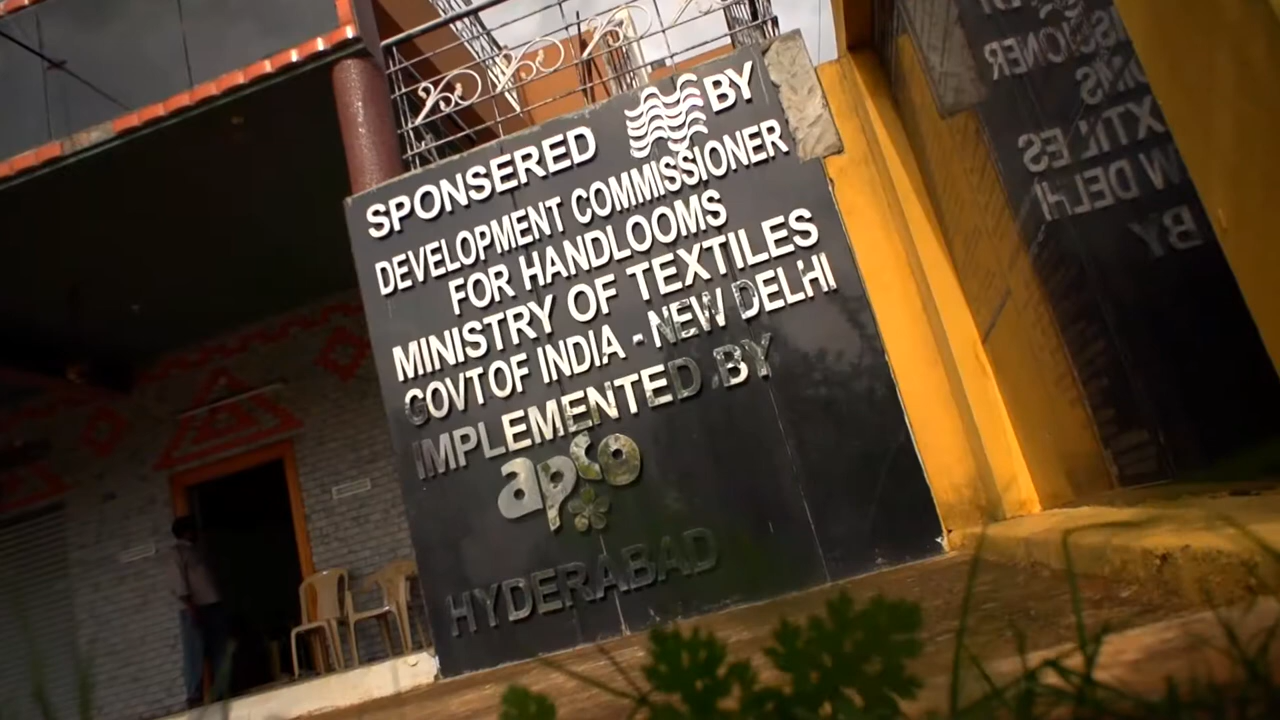 SPONSERED BY
DEVELOPMENT COMMISSIONER
FOR HANDLOOMS
MINISTRY OF TEXTILES
GOVT OF INDIA - NEW DELHI
IMPLEMENTED BY
apco
HYDERABAD